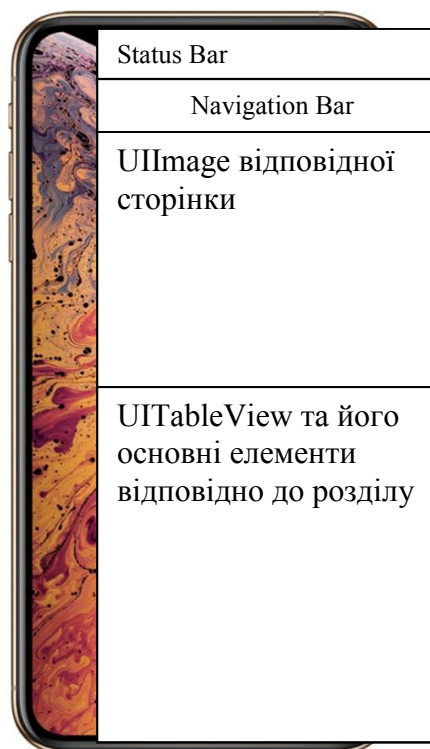 Status Bar
Navigation Bar
UIImage відповідної
сторінки
UITableView та його
основні елементи
відповідно до розділу